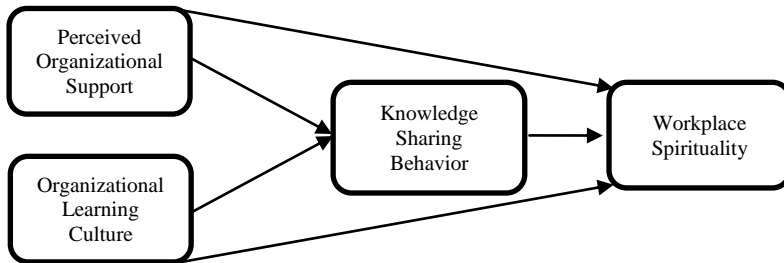 Perceived
Organizational
Support
Knowledge
Sharing
Behavior
Workplace
Spirituality
Organizational
Learning
Culture